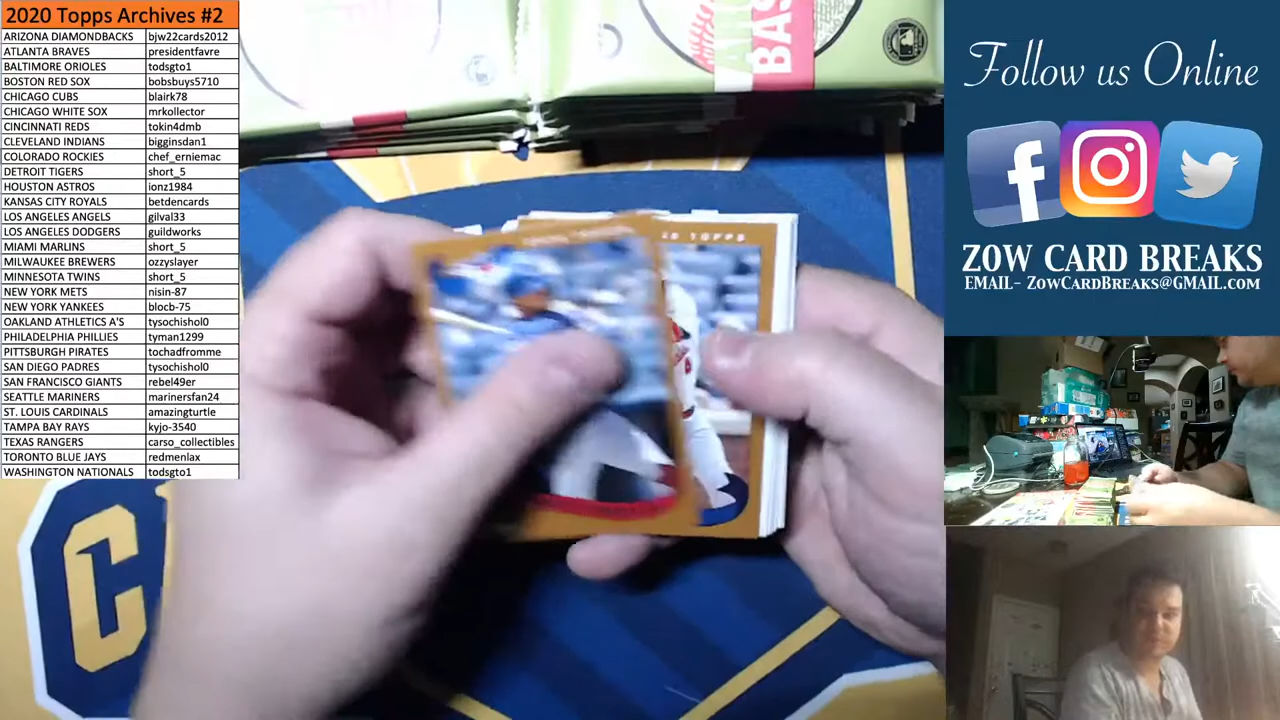 2020 Topps Archives #2
ARIZONA DIAMONDBACKS bjw22cards2012
ATLANTA BRAVES presidentfavre
BALTIMORE ORIOLES todsgto1
BOSTON RED SOX bobsbuys5710
CHICAGO CUBS blairk78
CHICAGO WHITE SOX mrkollector
CINCINNATI REDS tokin4dmb
CLEVELAND INDIANS bigginsdan1
COLORADO ROCKIES chef_erniemac
DETROIT TIGERS short_5
HOUSTON ASTROS ionz1984
KANSAS CITY ROYALS betdencards
LOS ANGELES ANGELS gilval33
LOS ANGELES DODGERS guildworks
MIAMI MARLINS short_5
MILWAUKEE BREWERS ozzyslayer
MINNESOTA TWINS short_5
NEW YORK METS nisin-87
NEW YORK YANKEES blocb-75
OAKLAND ATHLETICS A'S tysochishol0
PHILADELPHIA PHILLIES tyman1299
PITTSBURGH PIRATES tochadfromme
SAN DIEGO PADRES tysochishol0
SAN FRANCISCO GIANTS rebel49er
SEATTLE MARINERS marinersfan24
ST. LOUIS CARDINALS amazingturtle
TAMPA BAY RAYS kyjo-3540
TEXAS RANGERS carso_collectibles
TORONTO BLUE JAYS redmenlax
WASHINGTON NATIONALS todsgto1
BAS
TOPPS
C
Follow us Online
ZOW CARD BREAKS
EMAIL- ZOWCARDBREAKS@GMAIL.COM